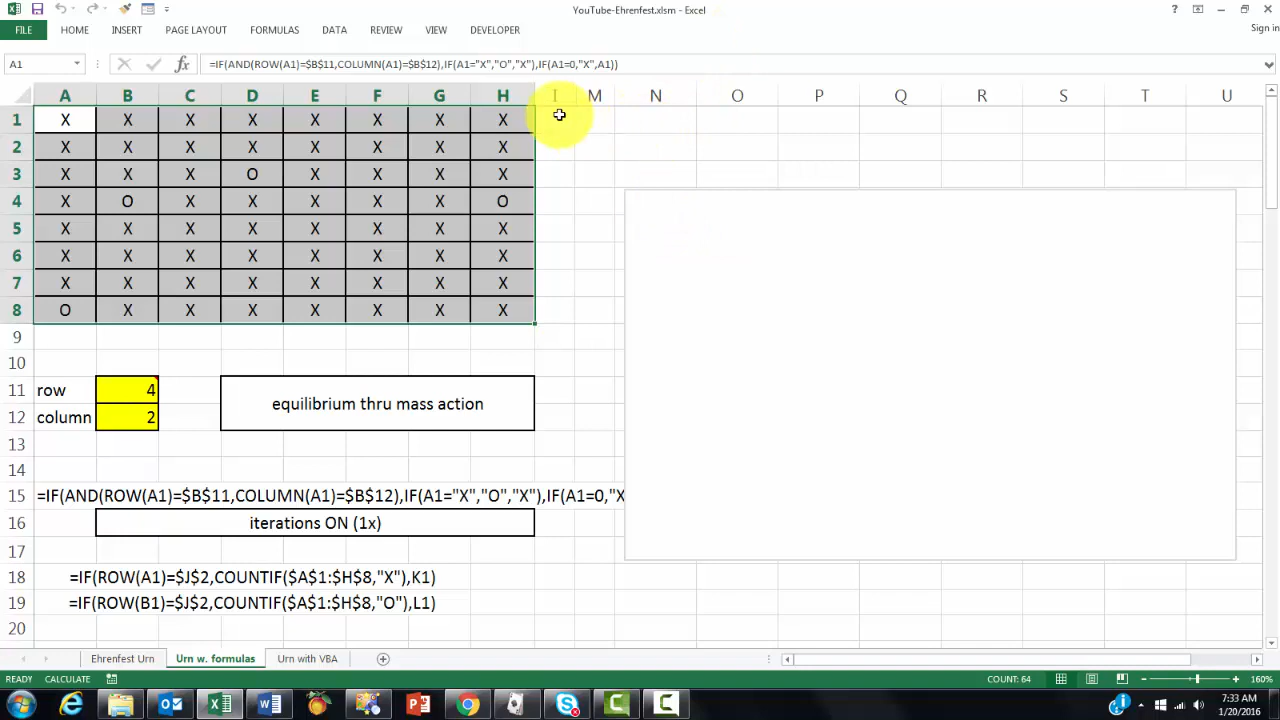 YouTube-Ehrenfest.xlsm - Excel
FILE HOME INSERT PAGE LAYOUT FORMULAS DATA REVIEW VIEW DEVELOPER Sign in
A1 fx =IF(AND(ROW(A1)=$B$11,COLUMN(A1)=$B$12),IF(A1="X","O","X"),IF(A1=0,"X",A1))
A B C D E F G H I M N O P Q R S T U
1 X X X X X X X X
2 X X X X X X X X
3 X X X O X X X X
4 X O X X X X X O
5 X X X X X X X X
6 X X X X X X X X
7 X X X X X X X X
8 O X X X X X X X
9
10
11 row 4
equilibrium thru mass action
12 column 2
13
14
15 =IF(AND(ROW(A1)=$B$11,COLUMN(A1)=$B$12),IF(A1="X","O","X"),IF(A1=0,"X
16 iterations ON (1x)
17
18 =IF(ROW(A1)=$J$2,COUNTIF($A$1:$H$8,"X"),K1)
19 =IF(ROW(B1)=$J$2,COUNTIF($A$1:$H$8,"O"),L1)
20
Ehrenfest Urn Urn w. formulas Urn with VBA
READY CALCULATE COUNT: 64 160%
7:33 AM
1/20/2016